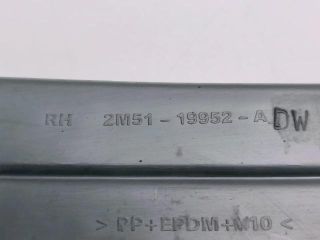 RH 2M51-19952-A DW
> PP+EPDM+M10 <